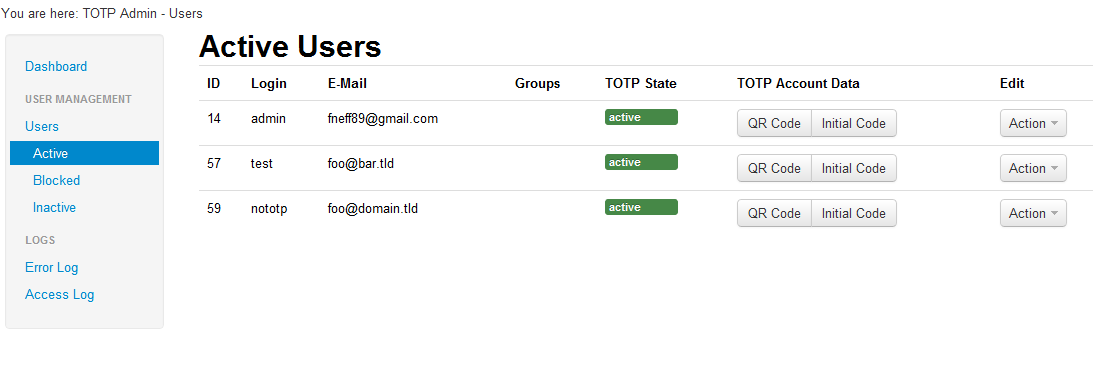 You are here: TOTP Admin - Users
Dashboard
USER MANAGEMENT
Users
Active
Blocked
Inactive
LOGS
Error Log
Access Log
Active Users
ID Login E-Mail Groups TOTP State TOTP Account Data Edit
14 admin fneff89@gmail.com active QR Code Initial Code Action
57 test foo@bar.tld active QR Code Initial Code Action
59 nototp foo@domain.tld active QR Code Initial Code Action